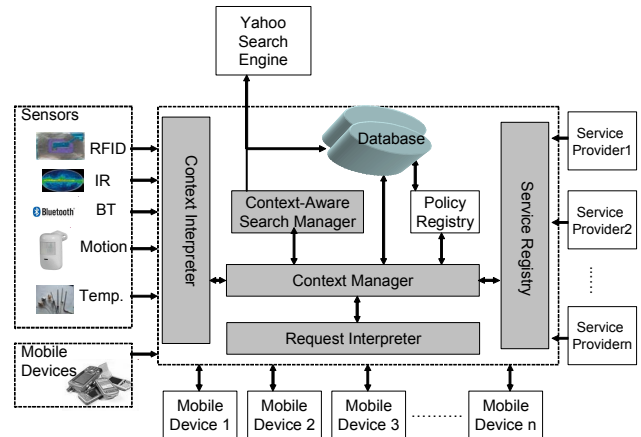 Yahoo
Search
Engine
Sensors
RFID
IR
Bluetooth
BT
Motion
Temp.
Mobile
Devices
Context Interpreter
Database
Context-Aware
Search Manager
Policy
Registry
Context Manager
Request Interpreter
Service Registry
Service
Provider1
Service
Provider2
......
Service
Providern
Mobile
Device 1
Mobile
Device 2
Mobile
Device 3
..........
Mobile
Device n